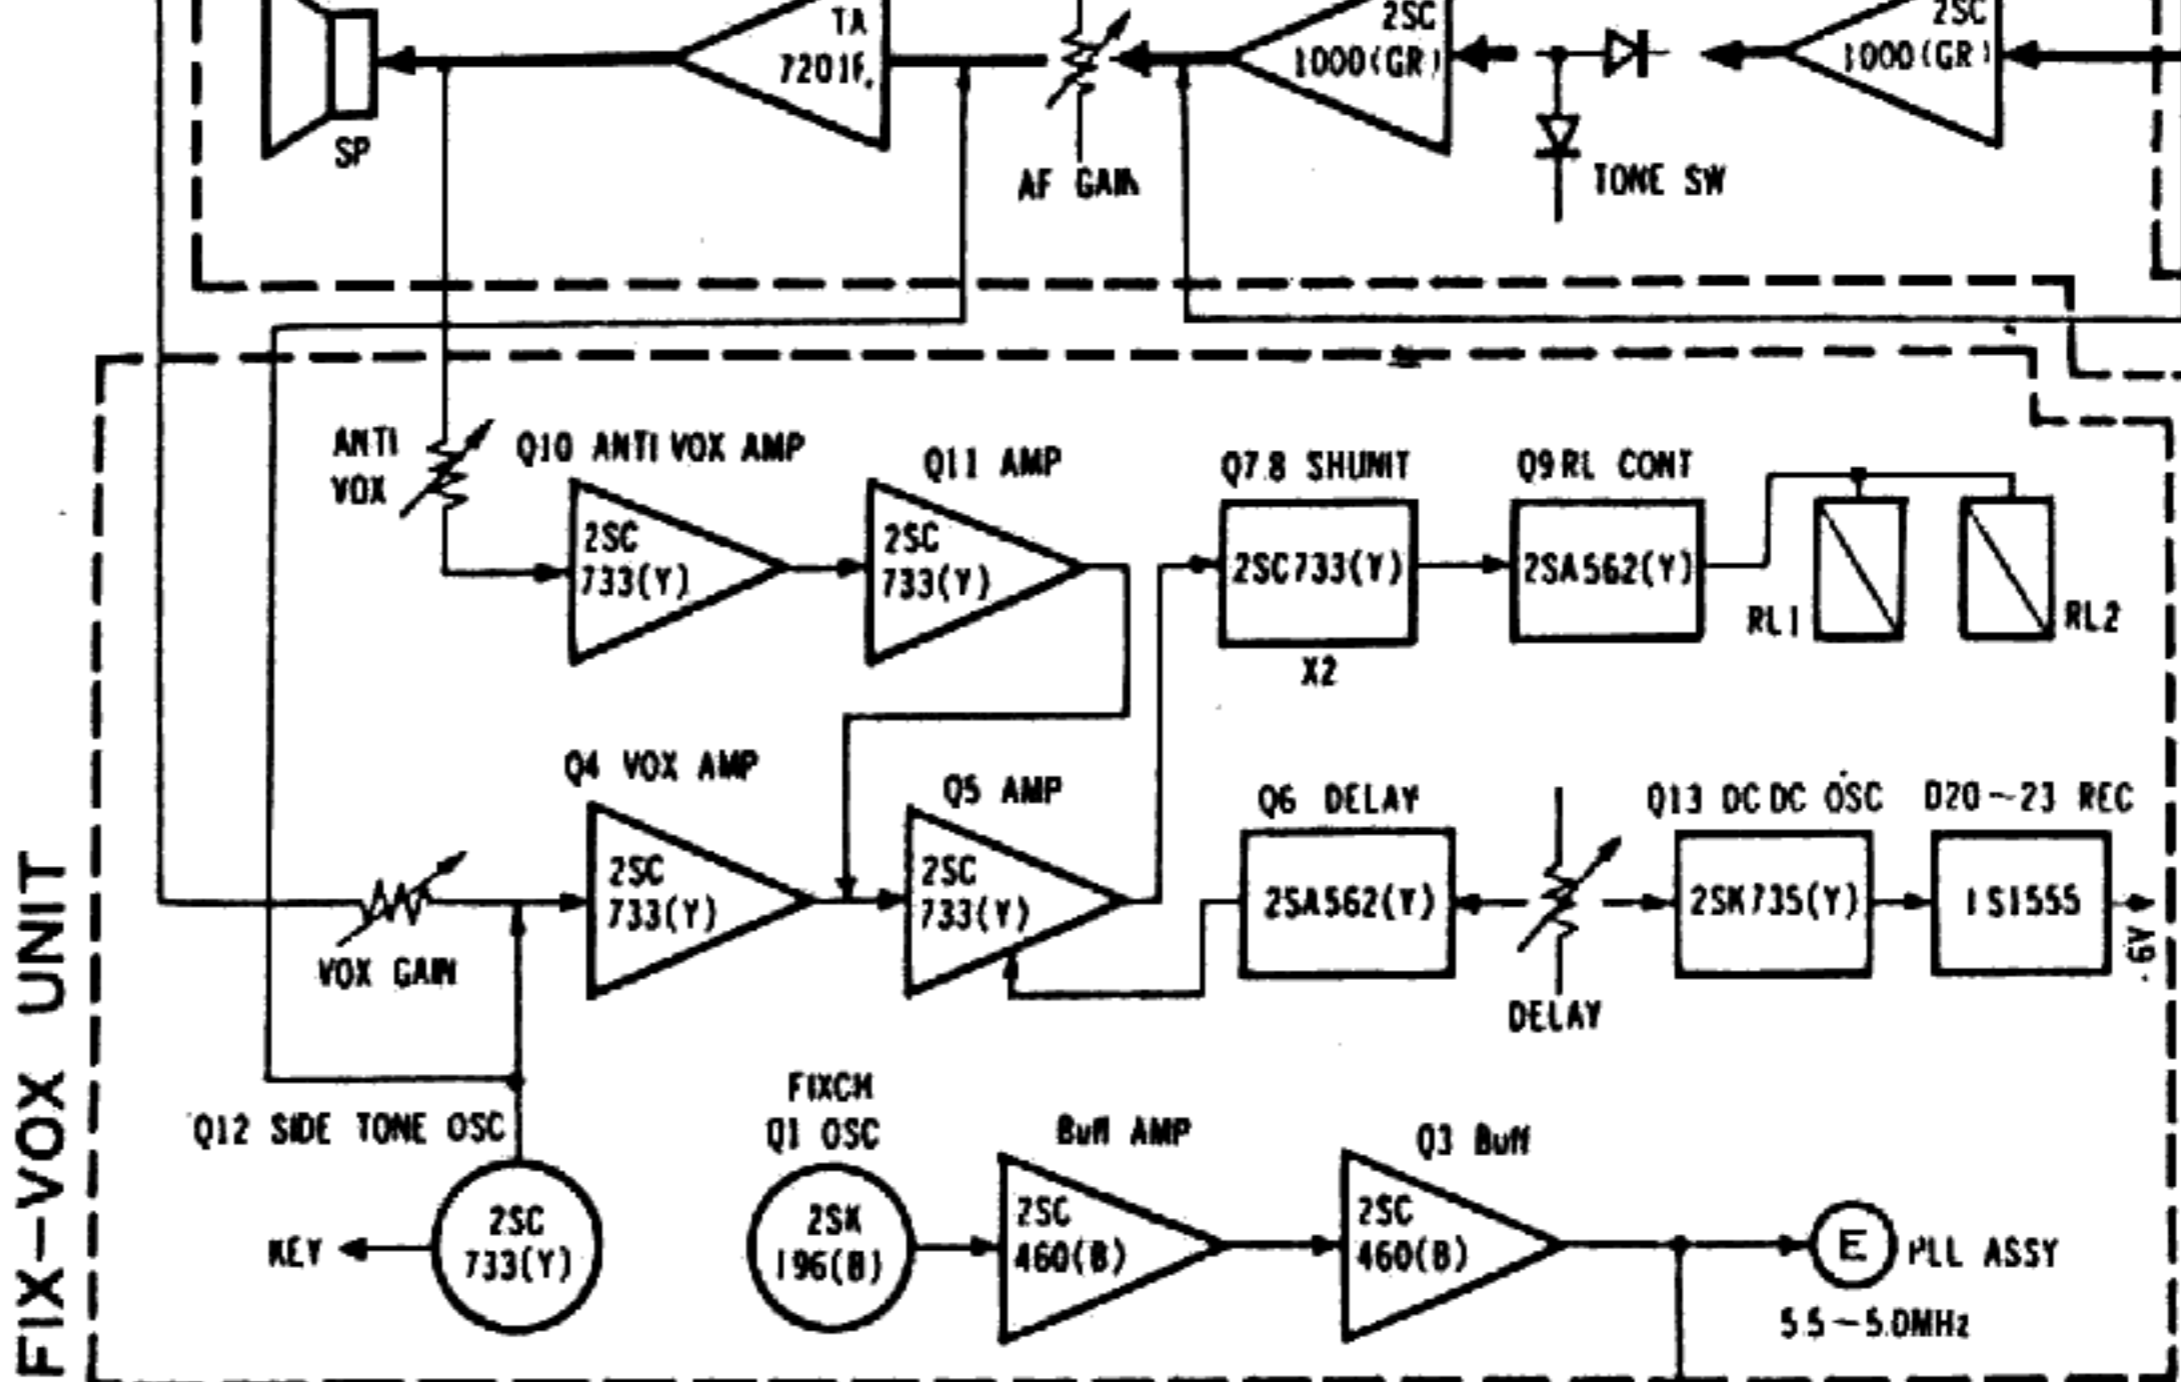 TA
7201P
2SC
1000(GR)
2SC
1000(GR)
SP
AF GAIN
TONE SW
ANTI
VOX
Q10 ANTI VOX AMP
2SC
733(Y)
Q11 AMP
2SC
733(Y)
Q7.8 SHUNIT
2SC733(Y)
X2
Q9 RL CONT
2SA562(Y)
RL1
RL2
Q4 VOX AMP
2SC
733(Y)
VOX GAIN
Q5 AMP
2SC
733(Y)
Q6 DELAY
2SA562(Y)
DELAY
Q13 DC DC OSC
2SK735(Y)
D20~23 REC
1S1555
FIX-VOX UNIT
Q12 SIDE TONE OSC
2SC
733(Y)
KEY
FIXCH
Q1 OSC
2SK
196(B)
Buff AMP
2SC
460(B)
Q3 Buff
2SC
460(B)
E
PLL ASSY
5.5~5.0MHz